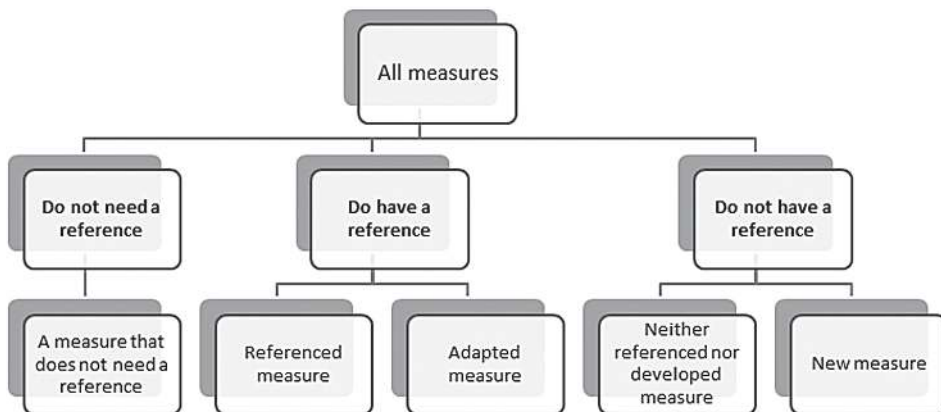 All measures
Do not need a
reference
Do have a
reference
Do not have a
reference
A measure that
does not need a
reference
Referenced
measure
Adapted
measure
Neither
referenced nor
developed
measure
New measure